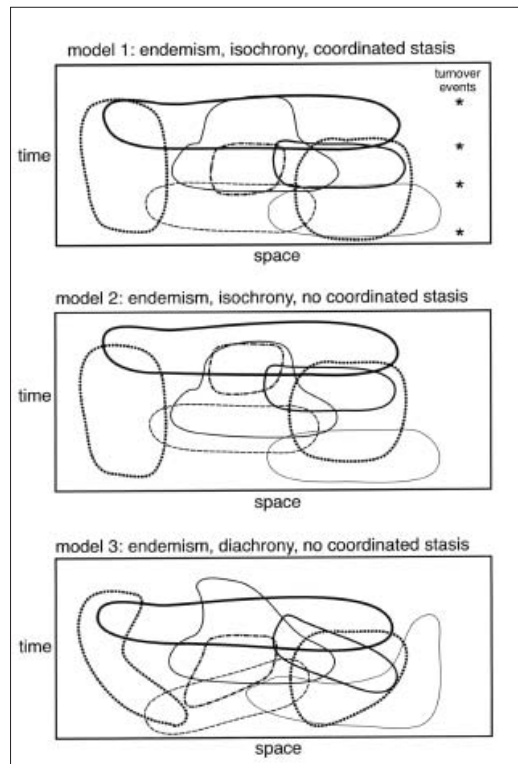 model 1: endemism, isochrony, coordinated stasis
turnover
events
*
*
*
*
time
space
model 2: endemism, isochrony, no coordinated stasis
time
space
model 3: endemism, diachrony, no coordinated stasis
time
space